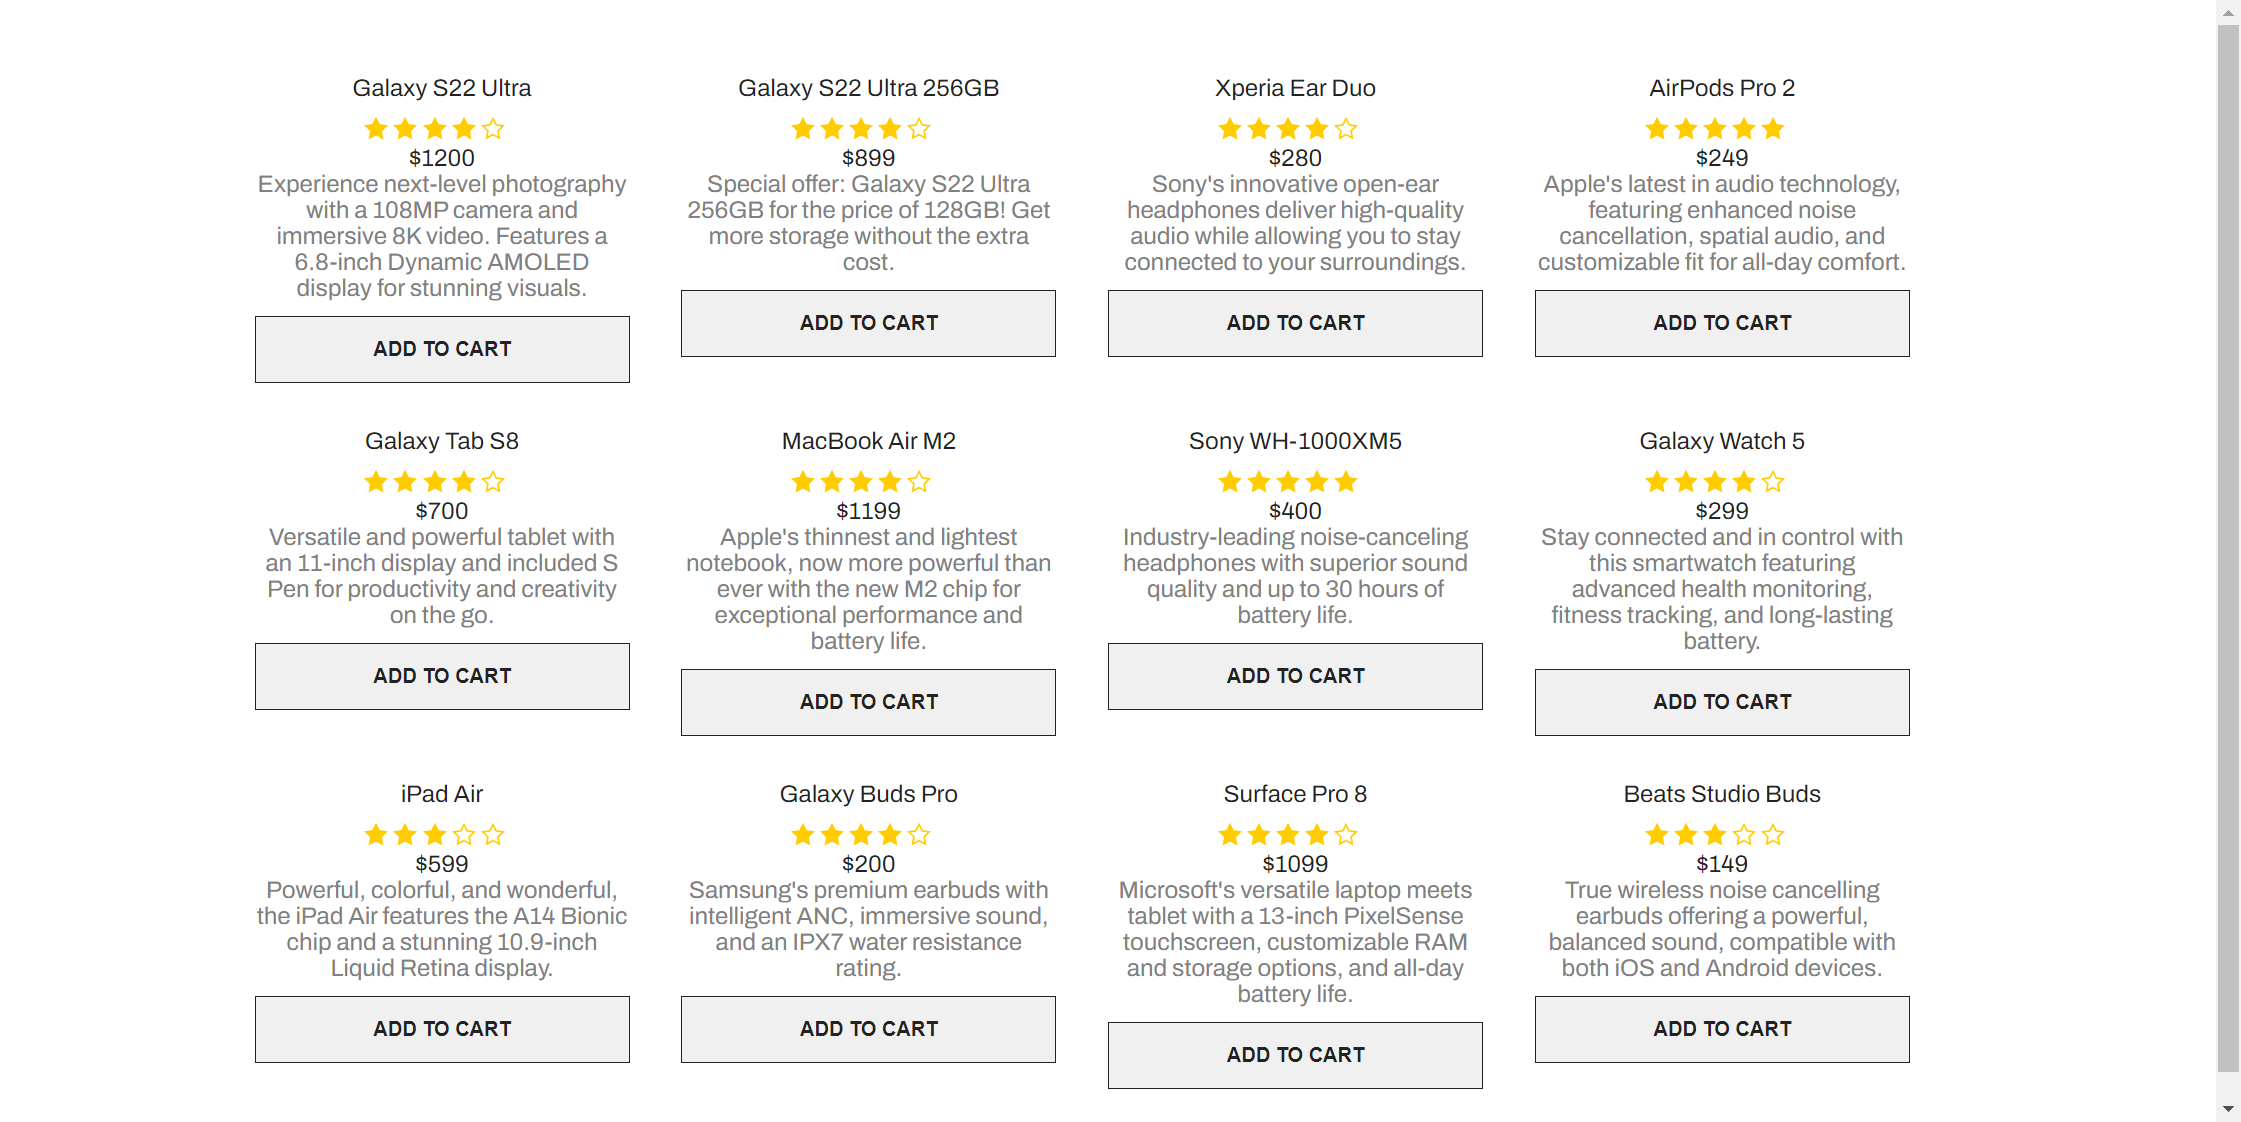 Galaxy S22 Ultra
$1200
Experience next-level photography
with a 108MP camera and
immersive 8K video. Features a
6.8-inch Dynamic AMOLED
display for stunning visuals.
ADD TO CART
Galaxy S22 Ultra 256GB
$899
Special offer: Galaxy S22 Ultra
256GB for the price of 128GB! Get
more storage without the extra
cost.
ADD TO CART
Xperia Ear Duo
$280
Sony's innovative open-ear
headphones deliver high-quality
audio while allowing you to stay
connected to your surroundings.
ADD TO CART
AirPods Pro 2
$249
Apple's latest in audio technology,
featuring enhanced noise
cancellation, spatial audio, and
customizable fit for all-day comfort.
ADD TO CART
Galaxy Tab S8
$700
Versatile and powerful tablet with
an 11-inch display and included S
Pen for productivity and creativity
on the go.
ADD TO CART
MacBook Air M2
$1199
Apple's thinnest and lightest
notebook, now more powerful than
ever with the new M2 chip for
exceptional performance and
battery life.
ADD TO CART
Sony WH-1000XM5
$400
Industry-leading noise-canceling
headphones with superior sound
quality and up to 30 hours of
battery life.
ADD TO CART
Galaxy Watch 5
$299
Stay connected and in control with
this smartwatch featuring
advanced health monitoring,
fitness tracking, and long-lasting
battery.
ADD TO CART
iPad Air
$599
Powerful, colorful, and wonderful,
the iPad Air features the A14 Bionic
chip and a stunning 10.9-inch
Liquid Retina display.
ADD TO CART
Galaxy Buds Pro
$200
Samsung's premium earbuds with
intelligent ANC, immersive sound,
and an IPX7 water resistance
rating.
ADD TO CART
Surface Pro 8
$1099
Microsoft's versatile laptop meets
tablet with a 13-inch PixelSense
touchscreen, customizable RAM
and storage options, and all-day
battery life.
ADD TO CART
Beats Studio Buds
$149
True wireless noise cancelling
earbuds offering a powerful,
balanced sound, compatible with
both iOS and Android devices.
ADD TO CART